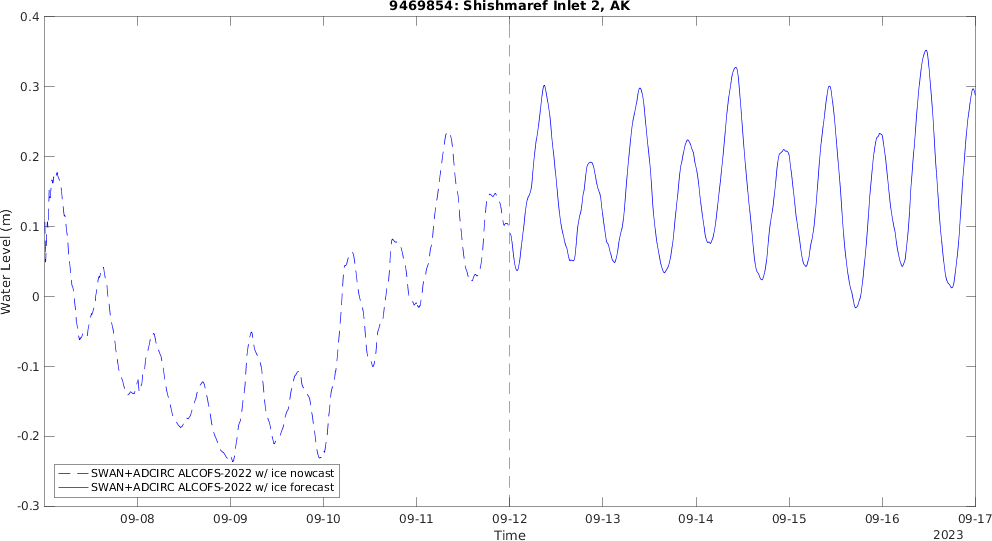 9469854: Shishmaref Inlet 2, AK
0.4
0.3
0.2
0.1
0
-0.1
-0.2
-0.3
Water Level (m)
SWAN+ADCIRC ALCOFS-2022 w/ ice nowcast
SWAN+ADCIRC ALCOFS-2022 w/ ice forecast
09-08 09-09 09-10 09-11 09-12 09-13 09-14 09-15 09-16 09-17
Time
2023